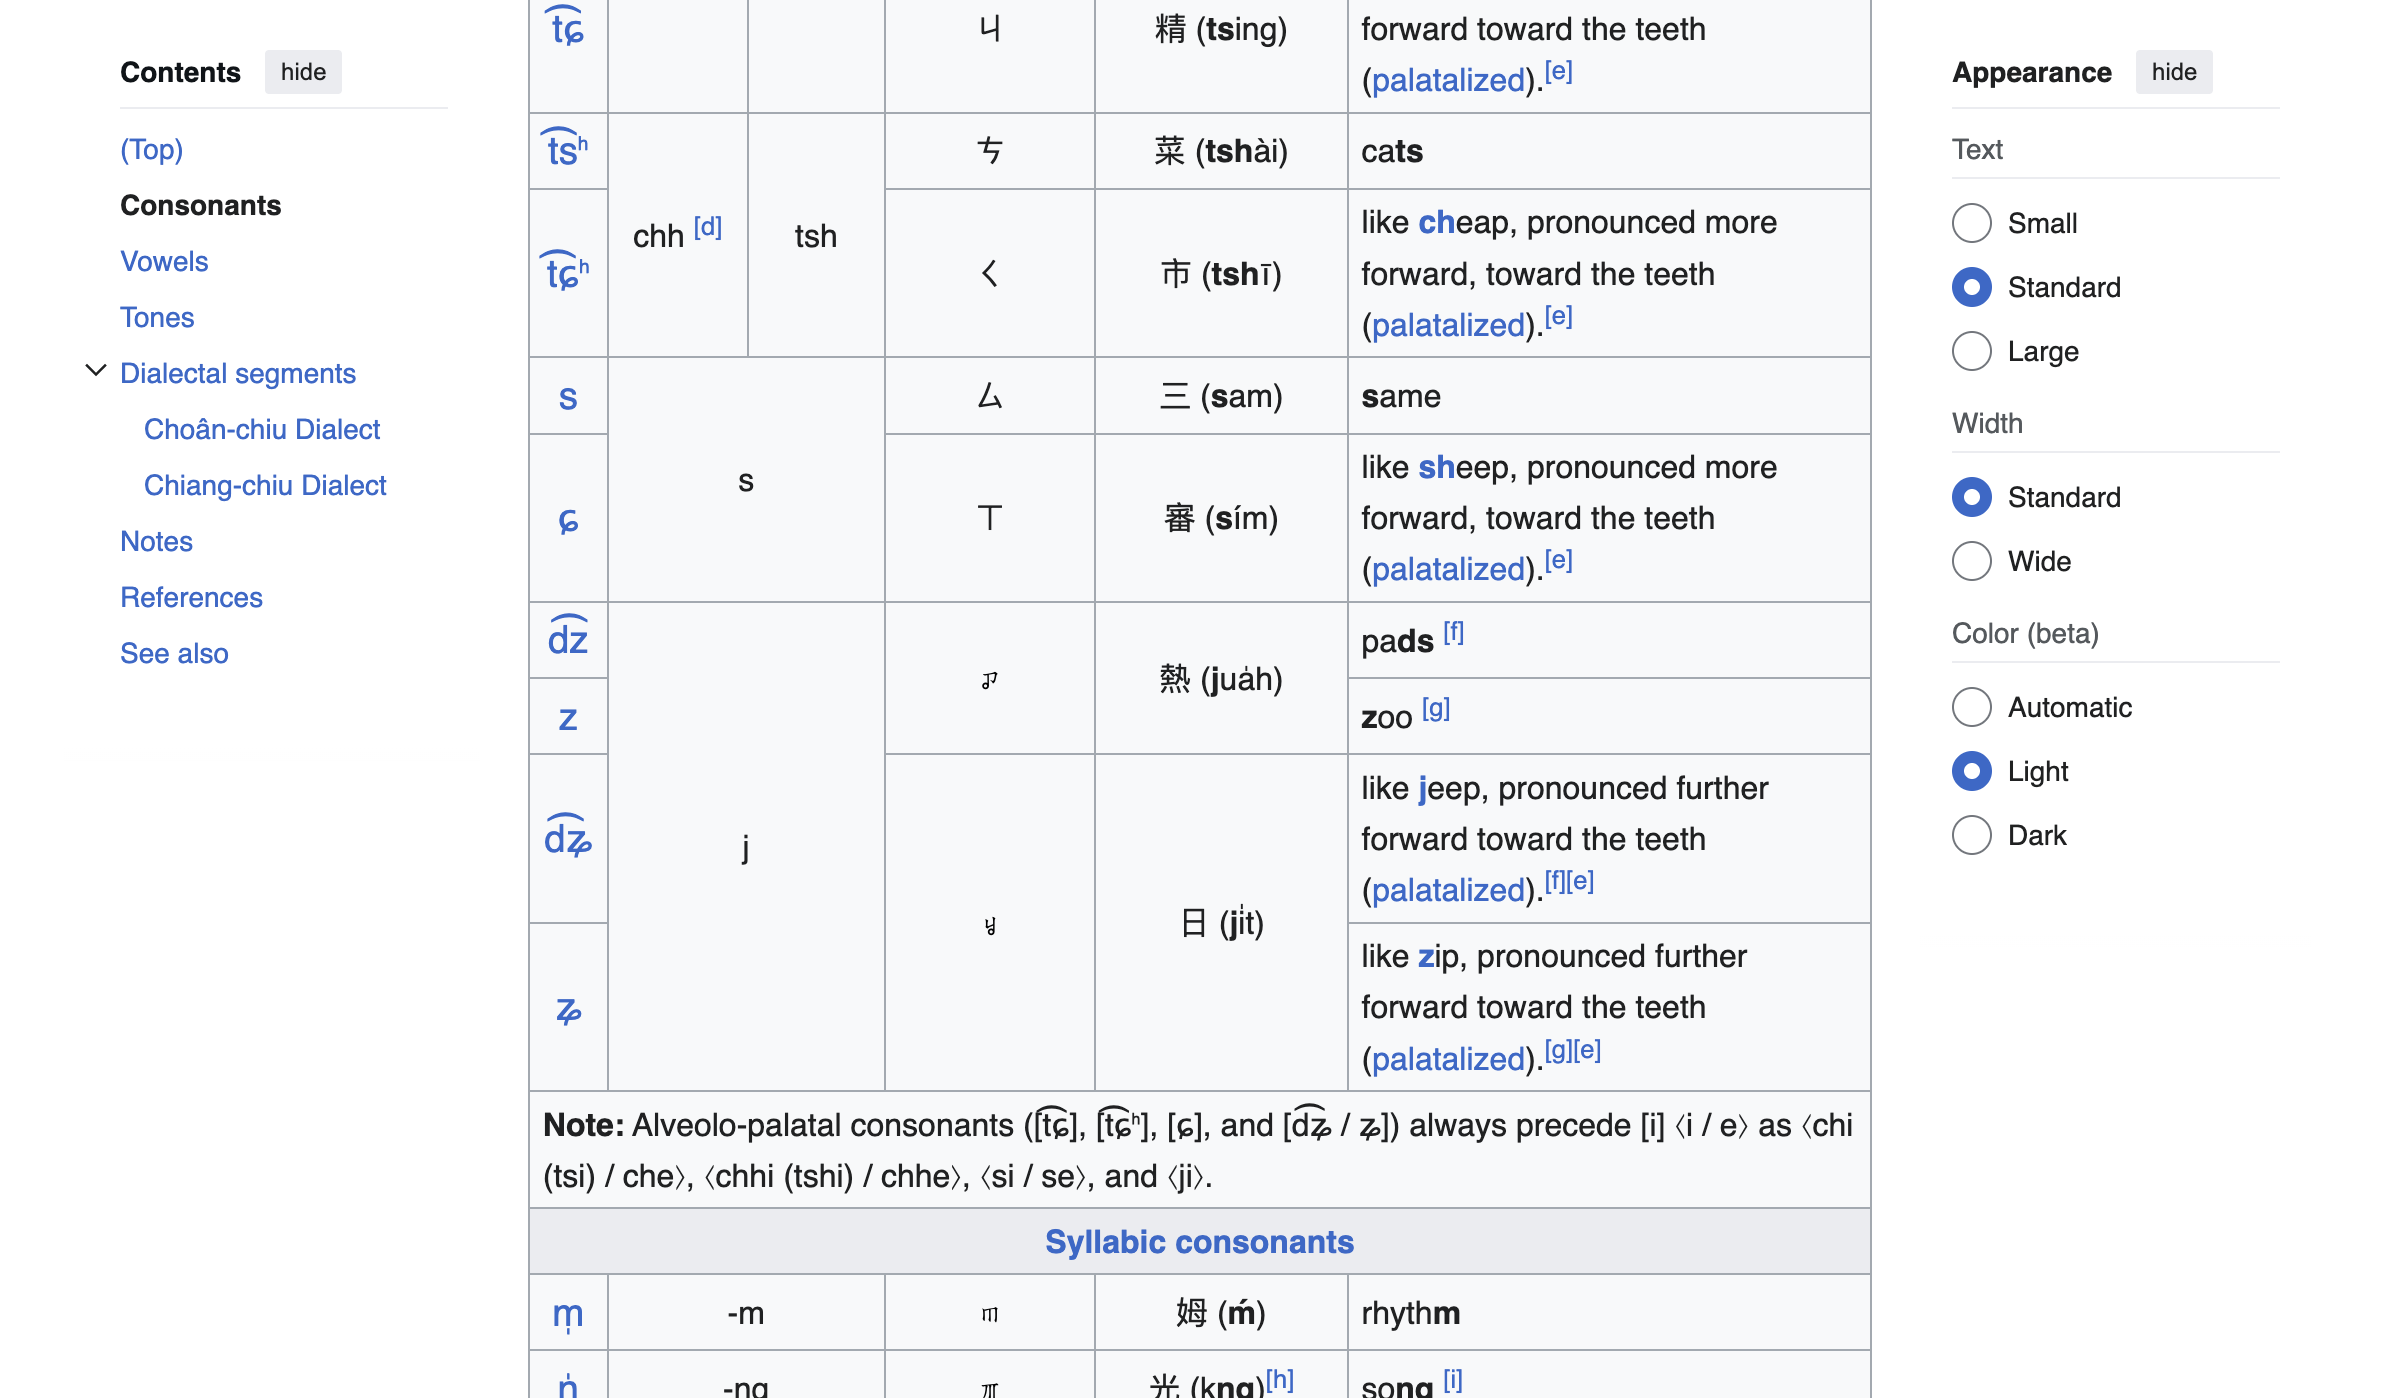 Contents hide
(Top)
Consonants
Vowels
Tones
Dialectal segments
Choân-chiu Dialect
Chiang-chiu Dialect
Notes
References
See also
t͡ɕ ㄐ 精 (tsing) forward toward the teeth
(palatalized).[e]
t͡sʰ chh [d] tsh ㄘ 菜 (tshài) cats
t͡ɕʰ ㄑ 市 (tshī) like cheap, pronounced more
forward, toward the teeth
(palatalized).[e]
s s ㄙ 三 (sam) same
ɕ ㄒ 審 (sím) like sheep, pronounced more
forward, toward the teeth
(palatalized).[e]
d͡z j ㆡ 熱 (jua̍h) pads [f]
z zoo [g]
d͡ʑ ㆢ 日 (ji̍t) like jeep, pronounced further
forward toward the teeth
(palatalized).[f][e]
ʑ like zip, pronounced further
forward toward the teeth
(palatalized).[g][e]
Note: Alveolo-palatal consonants ([t͡ɕ], [t͡ɕʰ], [ɕ], and [d͡ʑ / ʑ]) always precede [i] ⟨i / e⟩ as ⟨chi
(tsi) / che⟩, ⟨chhi (tshi) / chhe⟩, ⟨si / se⟩, and ⟨ji⟩.
Syllabic consonants
m̩ -m ㆬ 姆 (ḿ) rhythm
n̍ -ng ㆭ 光 (kng)[h] song [i]
Appearance hide
Text
Small
Standard
Large
Width
Standard
Wide
Color (beta)
Automatic
Light
Dark